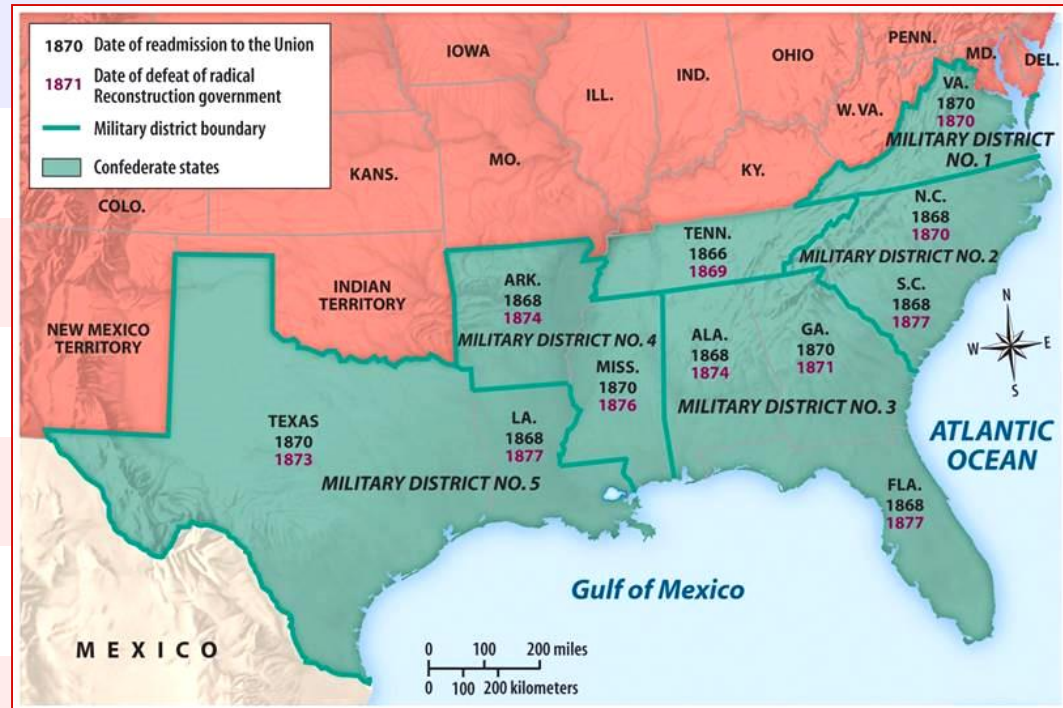 1870 Date of readmission to the Union
1871 Date of defeat of radical
Reconstruction government
Military district boundary
Confederate states
IOWA
ILL.
IND.
OHIO
PENN.
MD.
DEL.
W. VA.
VA.
1870
1870
MILITARY DISTRICT
NO. 1
COLO.
KANS.
MO.
KY.
N.C.
1868
1870
MILITARY DISTRICT NO. 2
TENN.
1866
1869
S.C.
1868
1877
NEW MEXICO
TERRITORY
INDIAN
TERRITORY
ARK.
1868
1874
MILITARY DISTRICT NO. 4
MISS.
1870
1876
ALA.
1868
1874
GA.
1870
1871
MILITARY DISTRICT NO. 3
N
W
E
S
TEXAS
1870
1873
LA.
1868
1877
MILITARY DISTRICT NO. 5
FLA.
1868
1877
ATLANTIC
OCEAN
Gulf of Mexico
MEXICO
0 100 200 miles
0 100 200 kilometers